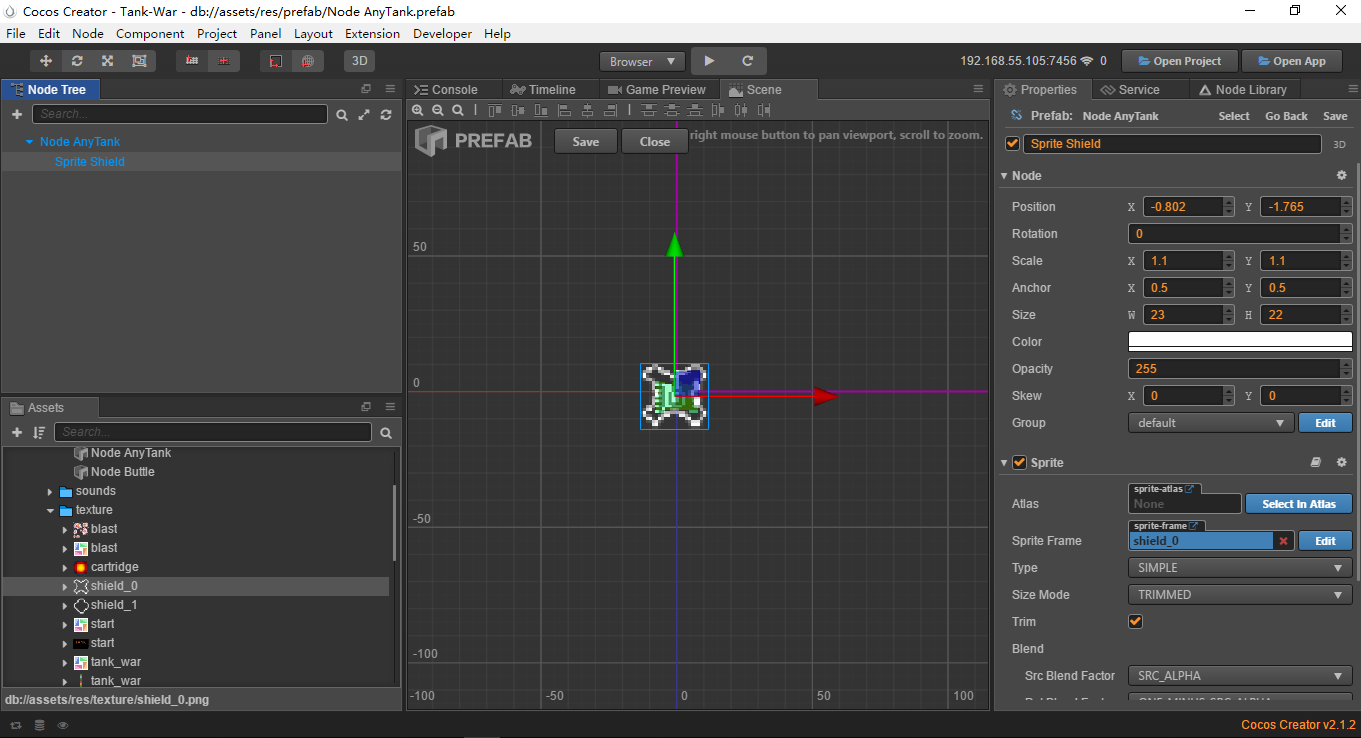 Cocos Creator - Tank-War - db://assets/res/prefab/Node AnyTank.prefab
File Edit Node Component Project Panel Layout Extension Developer Help
3D Browser 192.168.55.105:7456 0 Open Project Open App
Node Tree
Search...
Node AnyTank
Sprite Shield
Assets
Search...
Node AnyTank
Node Buttle
sounds
texture
blast
blast
cartridge
shield_0
shield_1
start
start
tank_war
tank_war
db://assets/res/texture/shield_0.png
Console Timeline Game Preview Scene
PREFAB Save Close right mouse button to pan viewport, scroll to zoom.
50
0
-50
-100
-100 -50 0 50 100
Properties Service Node Library
Prefab: Node AnyTank Select Go Back Save
Sprite Shield 3D
Node
Position X -0.802 Y -1.765
Rotation 0
Scale X 1.1 Y 1.1
Anchor X 0.5 Y 0.5
Size W 23 H 22
Color
Opacity 255
Skew X 0 Y 0
Group default Edit
Sprite
sprite-atlas
Atlas None Select In Atlas
sprite-frame
Sprite Frame shield_0 Edit
Type SIMPLE
Size Mode TRIMMED
Trim
Blend
Src Blend Factor SRC_ALPHA
Cocos Creator v2.1.2